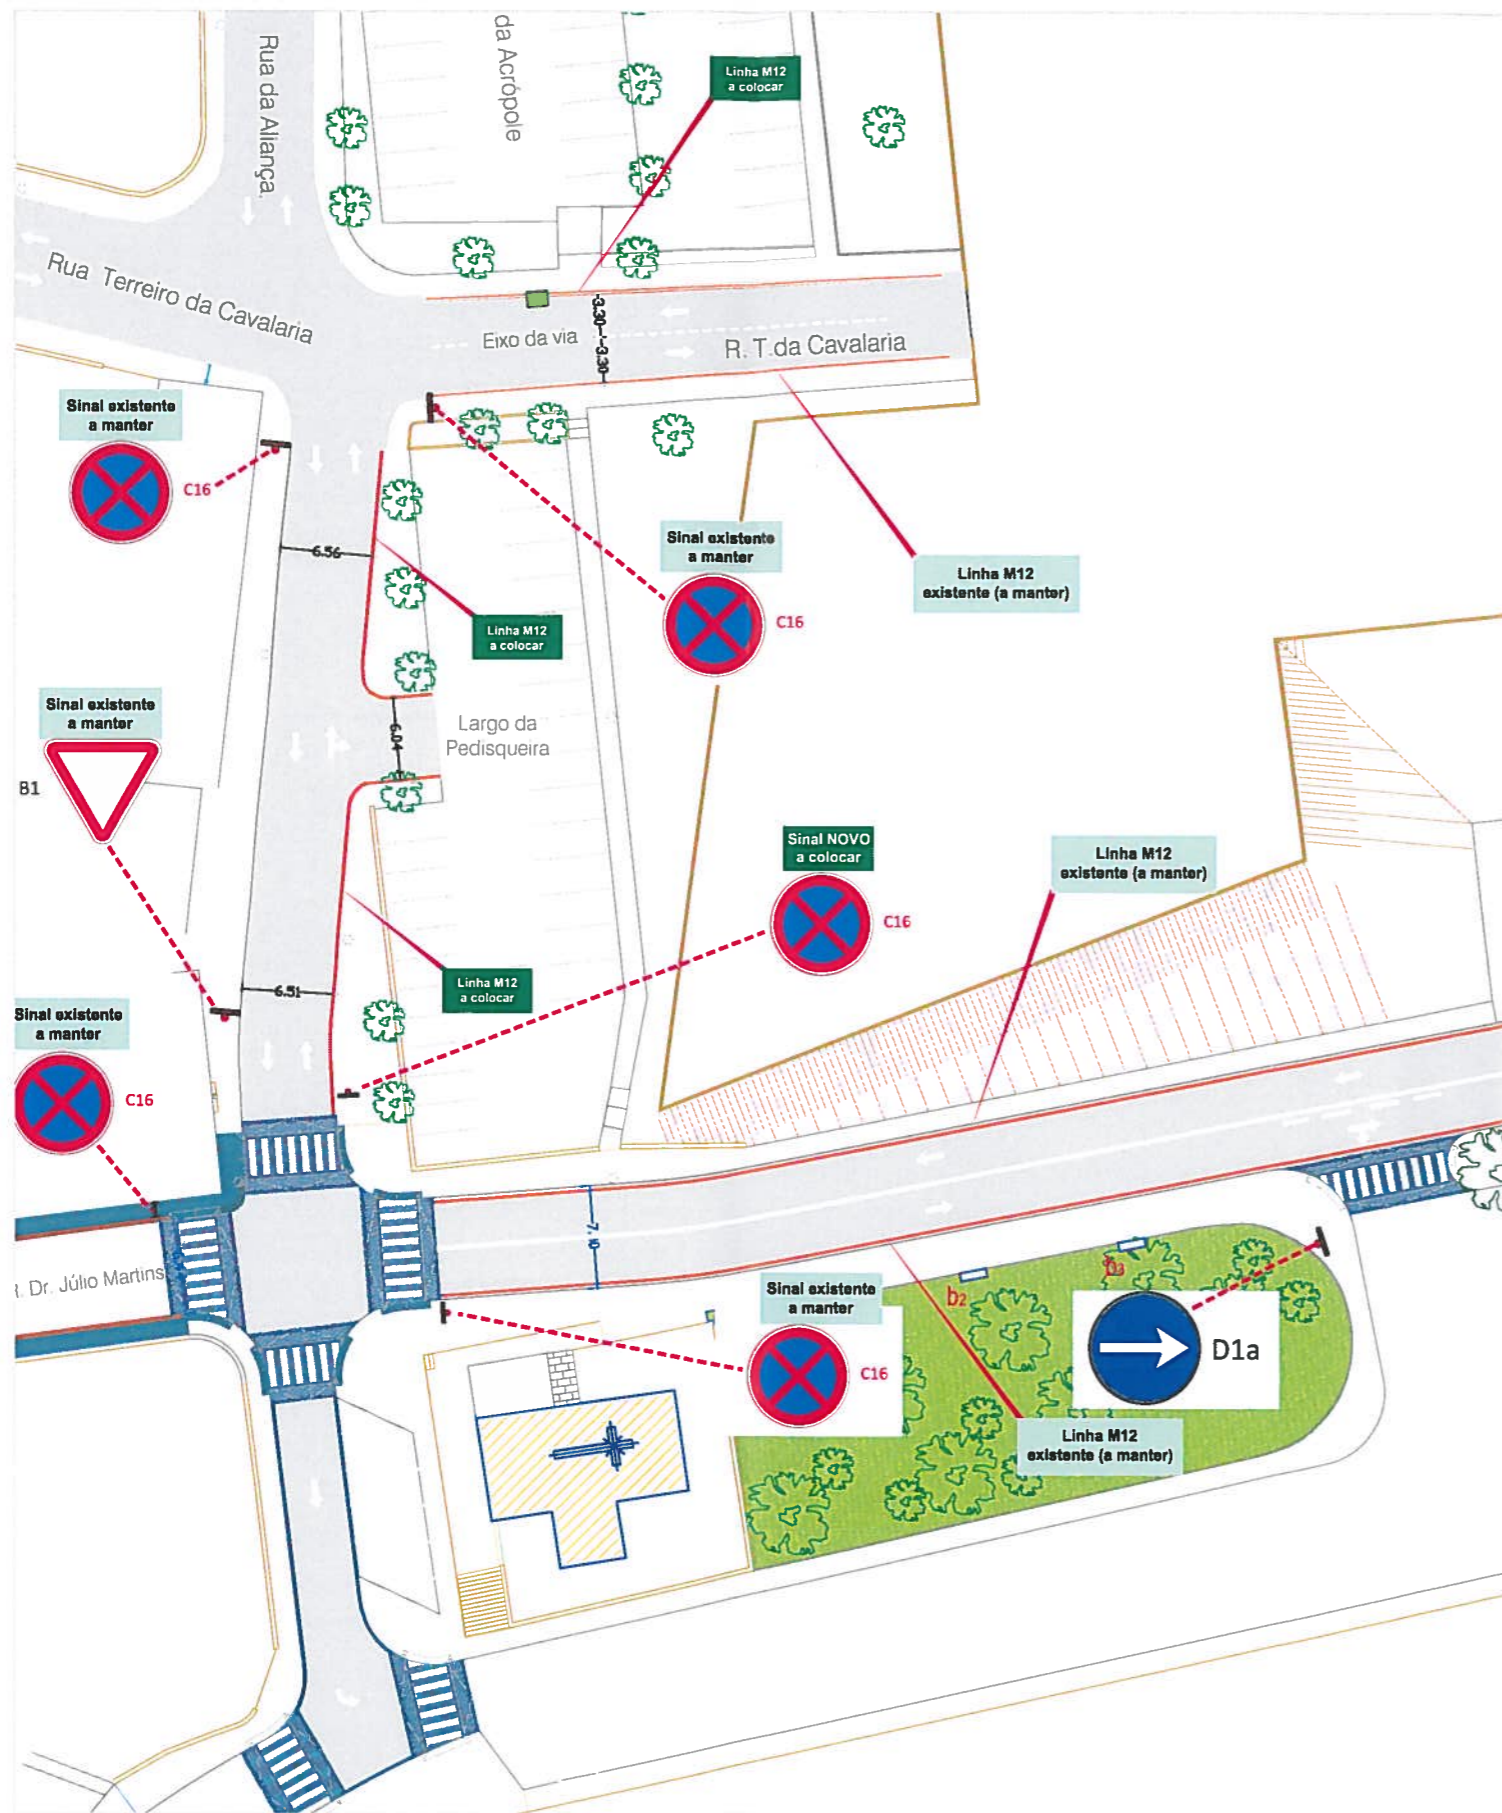 Rua da Aliança
da Acrópole
Linha M12
a colocar
Rua Terreiro da Cavalaria
Eixo da via
3.30
3.30
R. T.da Cavalaria
Sinal existente
a manter
C16
6.56
Sinal existente
a manter
C16
Linha M12
existente (a manter)
Linha M12
a colocar
Sinal existente
a manter
B1
6.04
Largo da
Pedisqueira
Sinal NOVO
a colocar
C16
Linha M12
existente (a manter)
6.51
Linha M12
a colocar
Sinal existente
a manter
C16
7.10
R. Dr. Júlio Martins
Sinal existente
a manter
C16
b2
b3
D1a
Linha M12
existente (a manter)